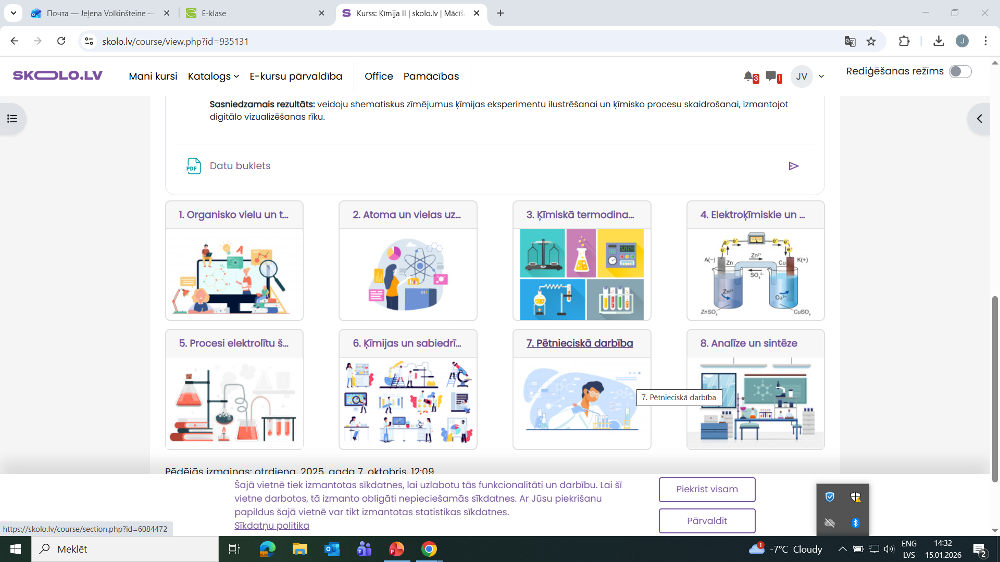 Почта — Jeļena Volkinšteine —
E-klase
Kurss: Ķīmija II | skolo.lv | Mācīš
skolo.lv/course/view.php?id=935131
J
SKOLO.LV
Mani kursi
Katalogs
E-kursu pārvaldība
Office
Pamācības
3
1
JV
Rediģēšanas režīms
Sasniedzamais rezultāts: veidoju shematiskus zīmējumus ķīmijas eksperimentu ilustrēšanai un ķīmisko procesu skaidrošanai, izmantojot
digitālo vizualizēšanas rīku.
PDF
Datu buklets
1. Organisko vielu un t...
2. Atoma un vielas uz...
3. Ķīmiskā termodina...
4. Elektroķīmiskie un ...
A(−)
Zn
Zn²⁺
Cu
K(+)
SO₄²⁻
Zn²⁺
Cu²⁺
ZnSO₄
CuSO₄
5. Procesi elektrolītu š...
6. Ķīmijas un sabiedrī...
7. Pētnieciskā darbība
8. Analīze un sintēze
7. Pētnieciskā darbība
Pēdējās izmaiņas: otrdiena, 2025. gada 7. oktobris, 12:09
Šajā vietnē tiek izmantotas sīkdatnes, lai uzlabotu tās funkcionalitāti un darbību. Lai šī
vietne darbotos, tā izmanto obligāti nepieciešamās sīkdatnes. Ar Jūsu piekrišanu
papildus šajā vietnē var tikt izmantotas statistikas sīkdatnes.
Sīkdatņu politika
Piekrist visam
Pārvaldīt
https://skolo.lv/course/section.php?id=6084472
Meklēt
1
-7°C Cloudy
ENG
LVS
14:32
15.01.2026
2